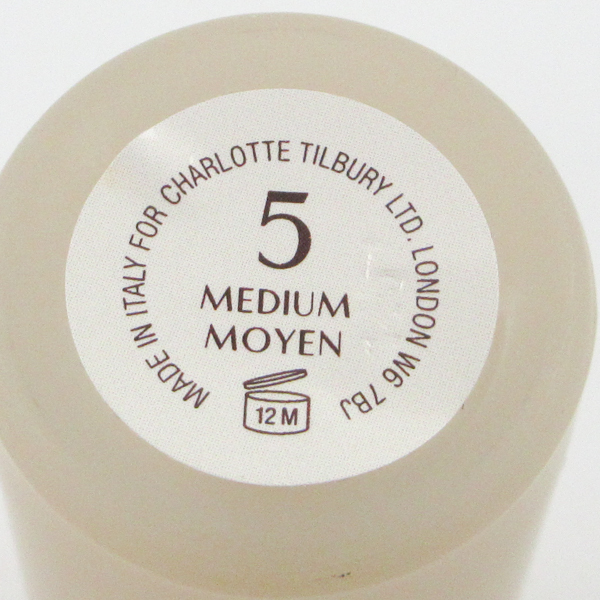 MADE IN ITALY FOR CHARLOTTE TILBURY LTD. LONDON W6 7BJ
5
MEDIUM
MOYEN
12 M